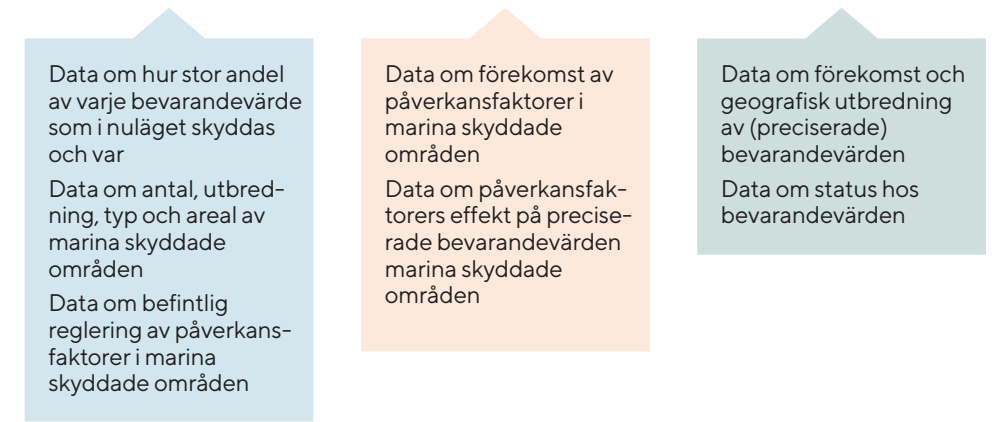 Data om hur stor andel
av varje bevarandevärde
som i nuläget skyddas
och var
Data om antal, utbred-
ning, typ och areal av
marina skyddade
områden
Data om befintlig
reglering av påverkans-
faktorer i marina
skyddade områden
Data om förekomst av
påverkansfaktorer i
marina skyddade
områden
Data om påverkansfak-
torers effekt på precise-
rade bevarandevärden
marina skyddade
områden
Data om förekomst och
geografisk utbredning
av (preciserade)
bevarandevärden
Data om status hos
bevarandevärden